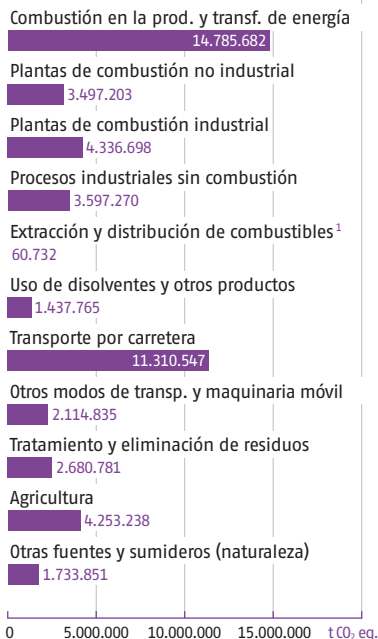 Combustión en la prod. y transf. de energía
14.785.682
Plantas de combustión no industrial
3.497.203
Plantas de combustión industrial
4.336.698
Procesos industriales sin combustión
3.597.270
Extracción y distribución de combustibles¹
60.732
Uso de disolventes y otros productos
1.437.765
Transporte por carretera
11.310.547
Otros modos de transp. y maquinaria móvil
2.114.835
Tratamiento y eliminación de residuos
2.680.781
Agricultura
4.253.238
Otras fuentes y sumideros (naturaleza)
1.733.851
0 5.000.000 10.000.000 15.000.000 t CO₂ eq.